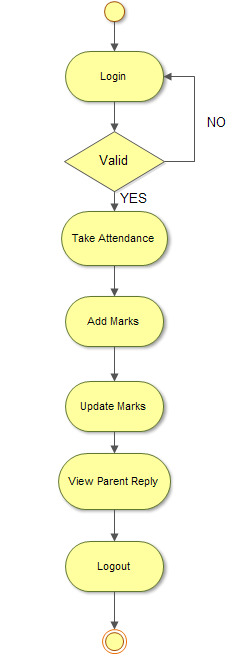 Login
NO
Valid
YES
Take Attendance
Add Marks
Update Marks
View Parent Reply
Logout